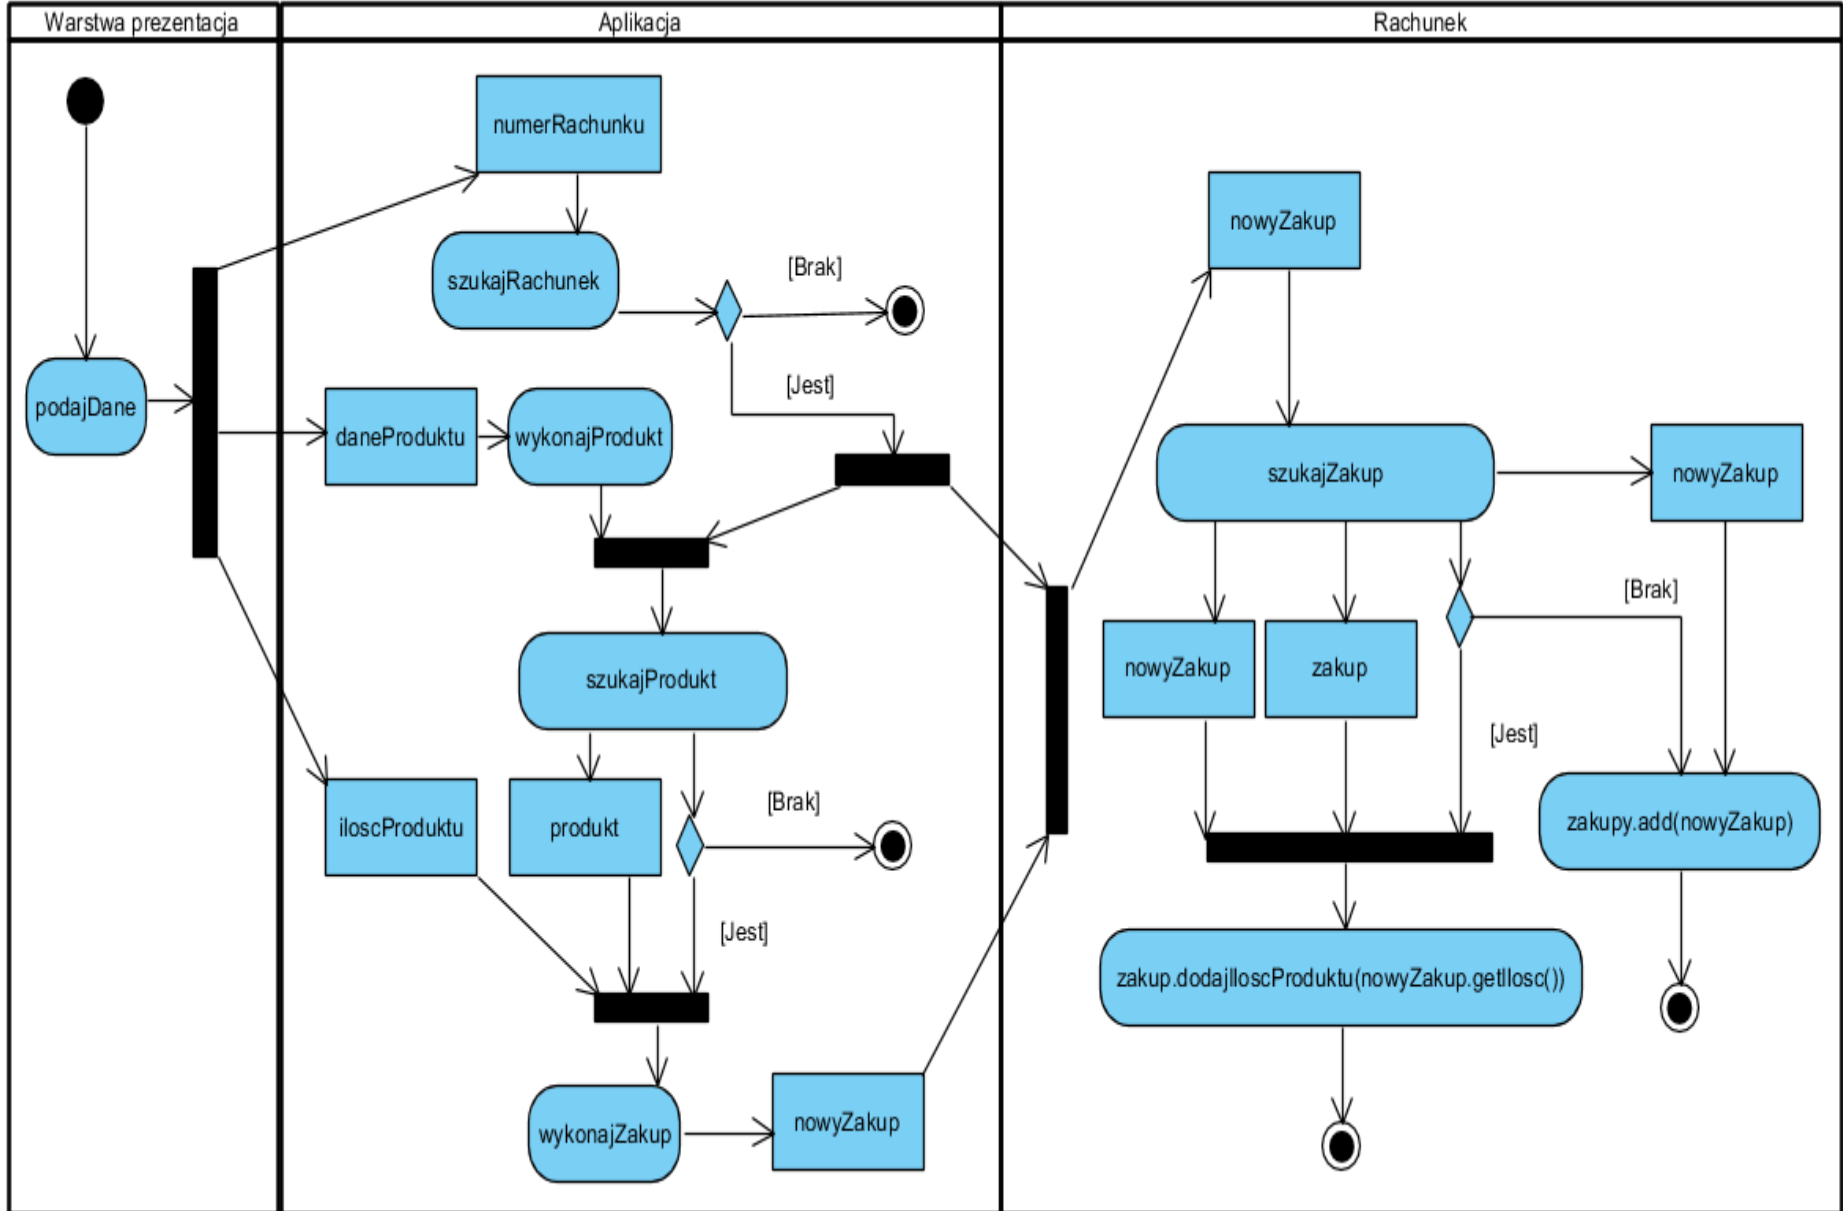 Warstwa prezentacja
Aplikacja
Rachunek
numerRachunku
nowyZakup
szukajRachunek
[Brak]
[Jest]
podajDane
daneProduktu
wykonajProdukt
szukajZakup
nowyZakup
[Brak]
nowyZakup
zakup
szukajProdukt
[Jest]
iloscProduktu
produkt
[Brak]
zakupy.add(nowyZakup)
[Jest]
zakup.dodajIloscProduktu(nowyZakup.getIlosc())
wykonajZakup
nowyZakup